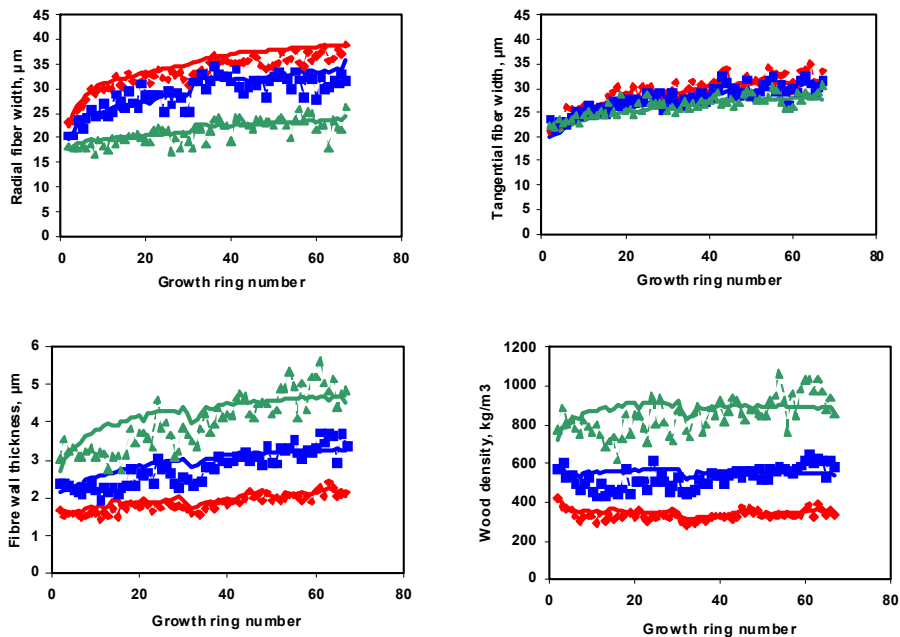 Radial fiber width, µm
45
40
35
30
25
20
15
10
5
0
0 20 40 60 80
Growth ring number
Tangential fiber width, µm
45
40
35
30
25
20
15
10
5
0
0 20 40 60 80
Growth ring number
Fibre wall thickness, µm
6
5
4
3
2
1
0
0 20 40 60 80
Growth ring number
Wood density, kg/m3
1200
1000
800
600
400
200
0
0 20 40 60 80
Growth ring number